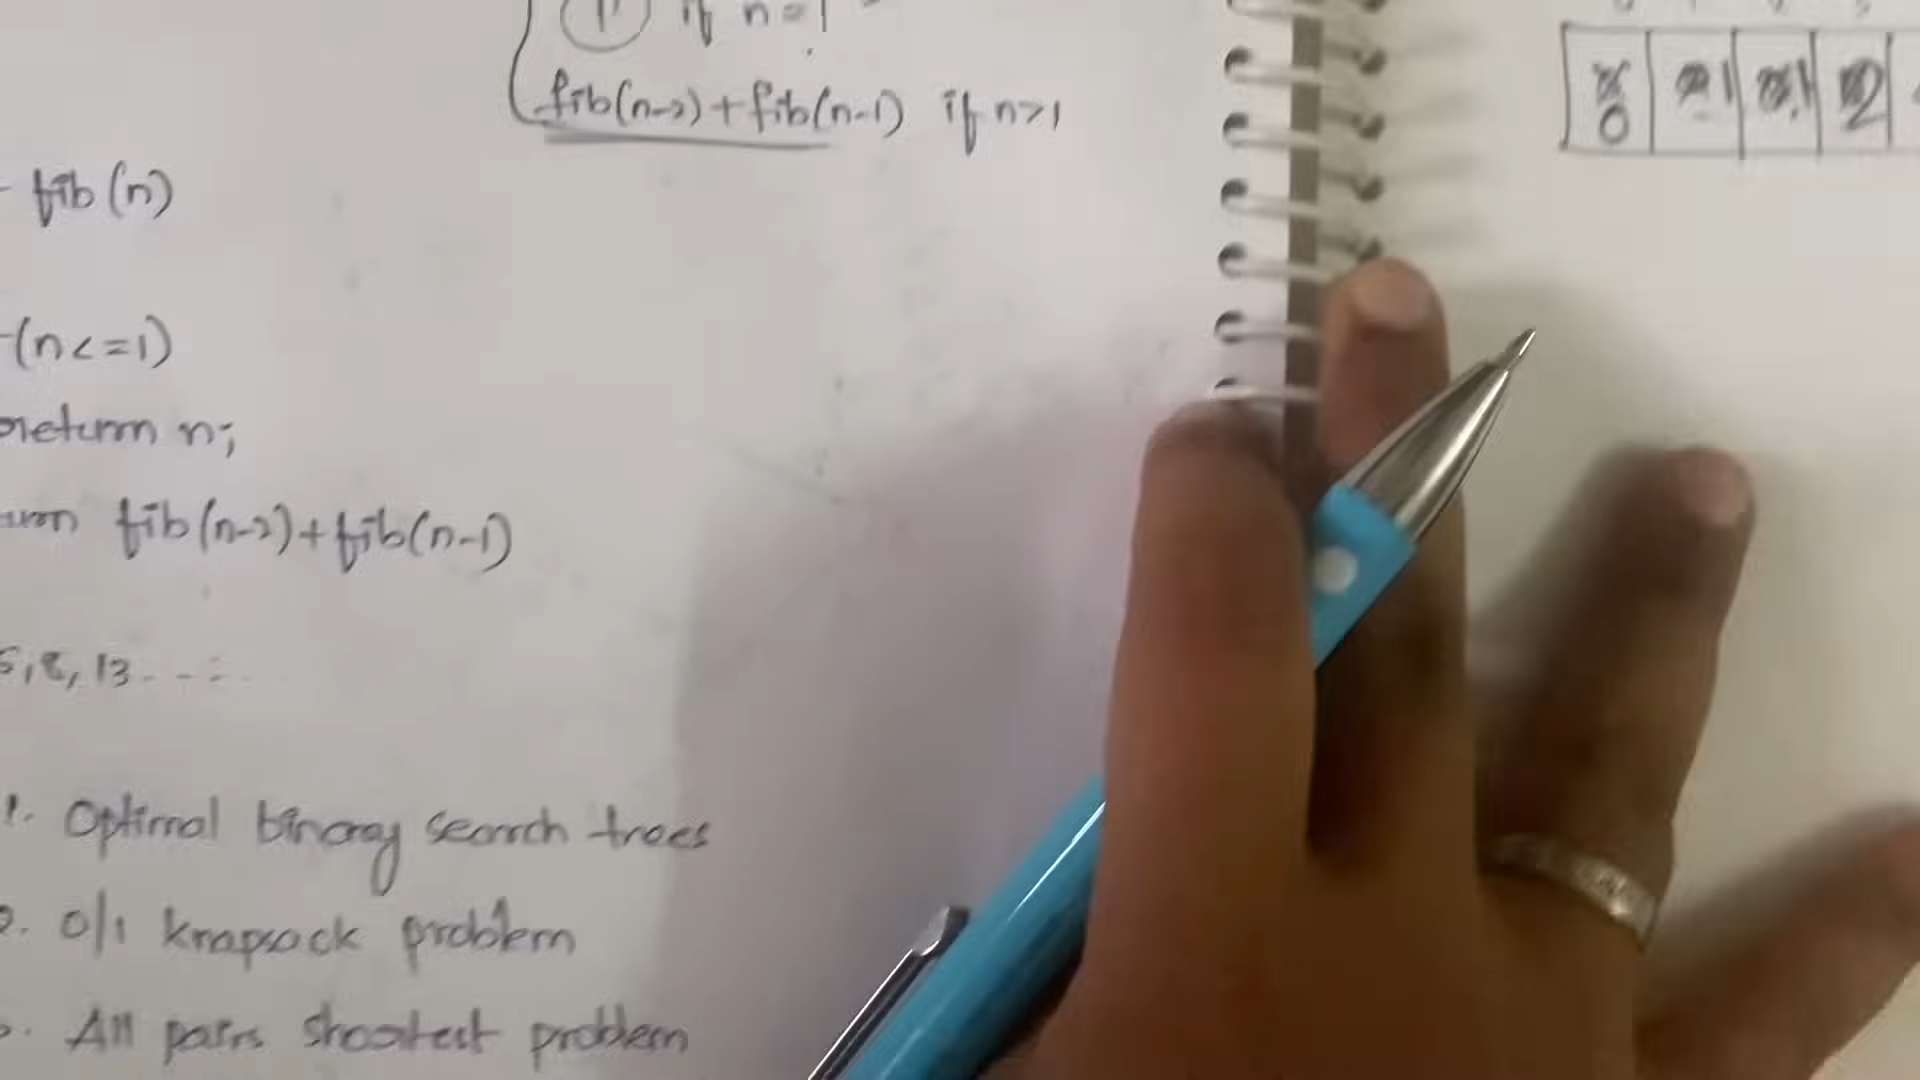 1 if n=1
fib(n-2)+fib(n-1) if n>1
fib(n)
(n<=1)
return n;
fib(n-2)+fib(n-1)
5,8,13---
1. Optimal binary search trees
2. 0/1 knapsack problem
All pairs shortest problem
0 1 1 2